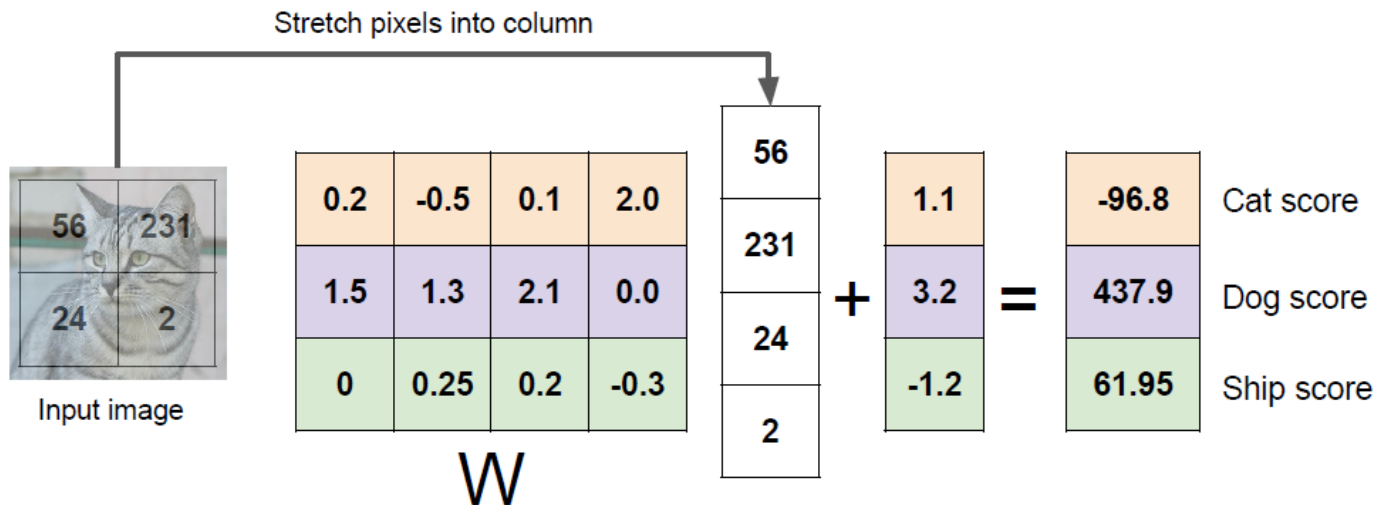 Stretch pixels into column
56 231
24 2
Input image
0.2 -0.5 0.1 2.0
1.5 1.3 2.1 0.0
0 0.25 0.2 -0.3
W
56
231
24
2
+
1.1
3.2
-1.2
=
-96.8 Cat score
437.9 Dog score
61.95 Ship score